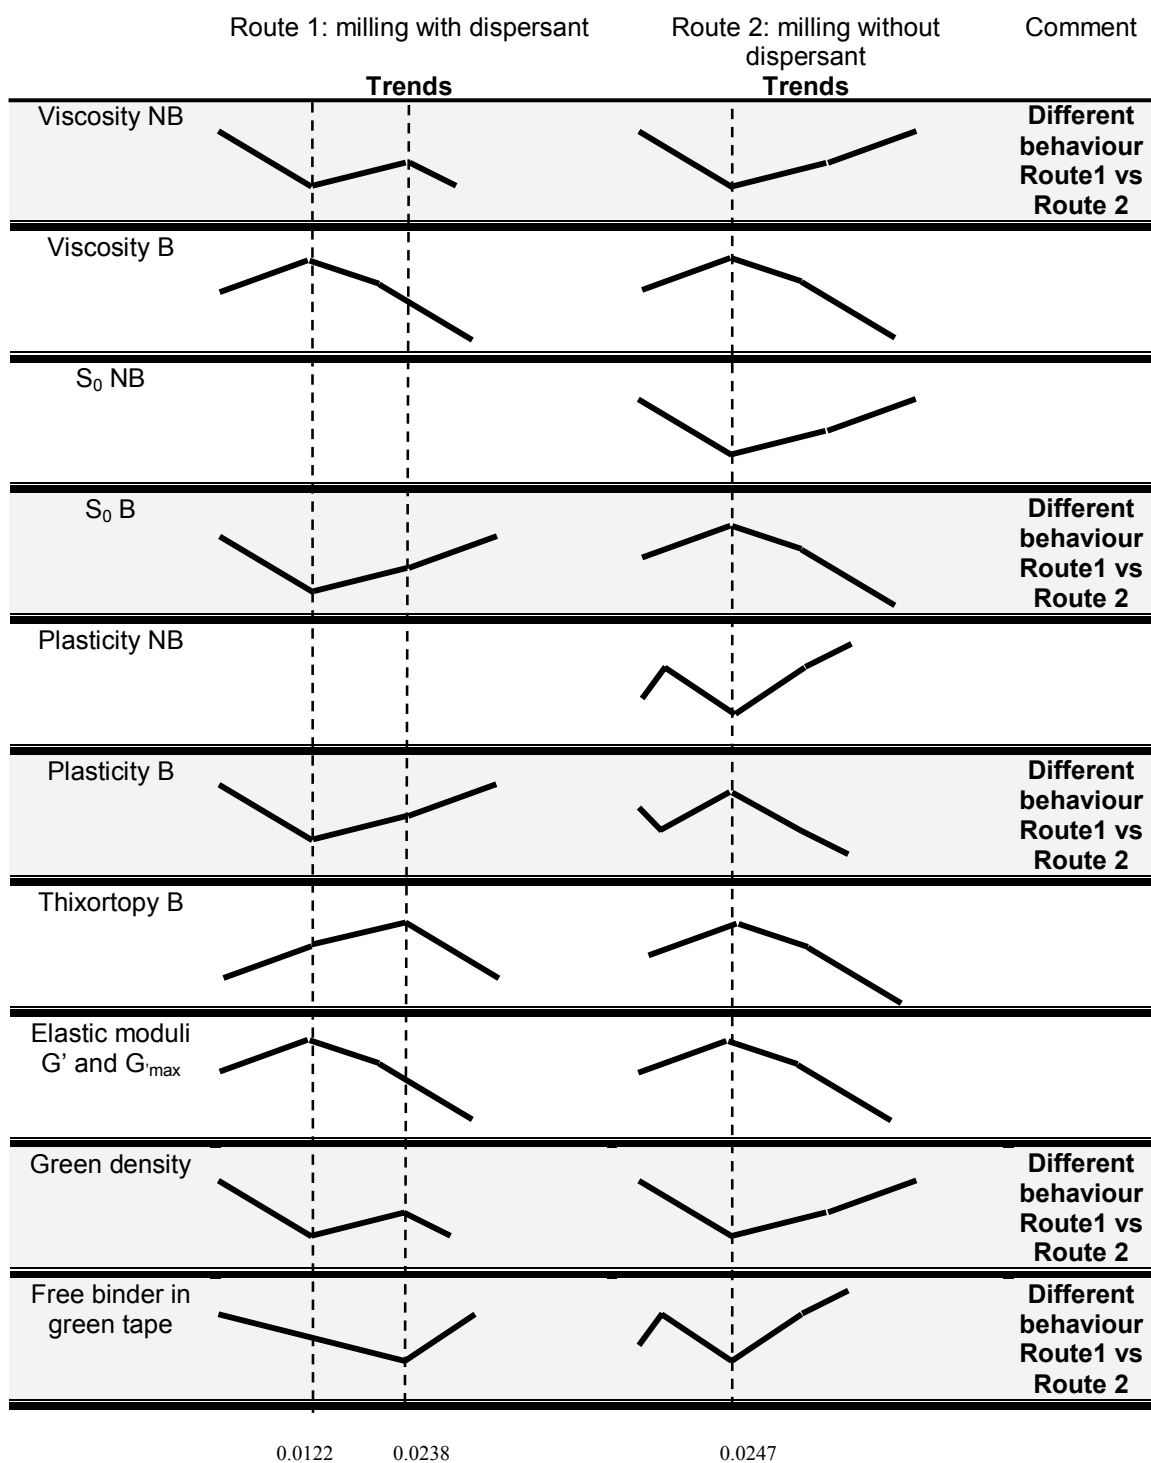 Route 1: milling with dispersant
Route 2: milling without
dispersant
Comment
Trends
Trends
Viscosity NB
Different
behaviour
Route1 vs
Route 2
Viscosity B
S₀ NB
S₀ B
Different
behaviour
Route1 vs
Route 2
Plasticity NB
Plasticity B
Different
behaviour
Route1 vs
Route 2
Thixortopy B
Elastic moduli
G' and G'max
Green density
Different
behaviour
Route1 vs
Route 2
Free binder in
green tape
Different
behaviour
Route1 vs
Route 2
0.0122
0.0238
0.0247